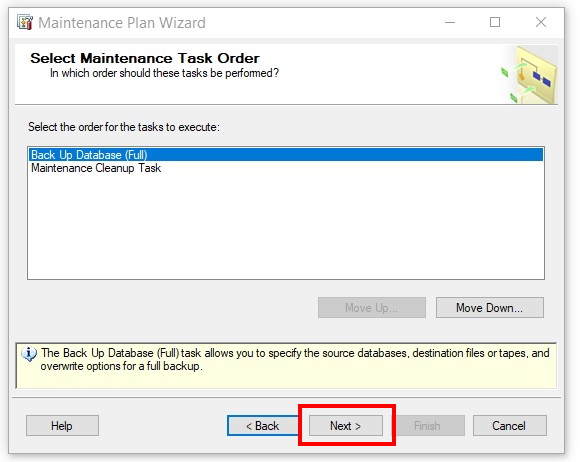 Maintenance Plan Wizard
Select Maintenance Task Order
In which order should these tasks be performed?
Select the order for the tasks to execute:
Back Up Database (Full)
Maintenance Cleanup Task
Move Up...
Move Down...
The Back Up Database (Full) task allows you to specify the source databases, destination files or tapes, and
overwrite options for a full backup.
Help
< Back
Next >
Finish
Cancel